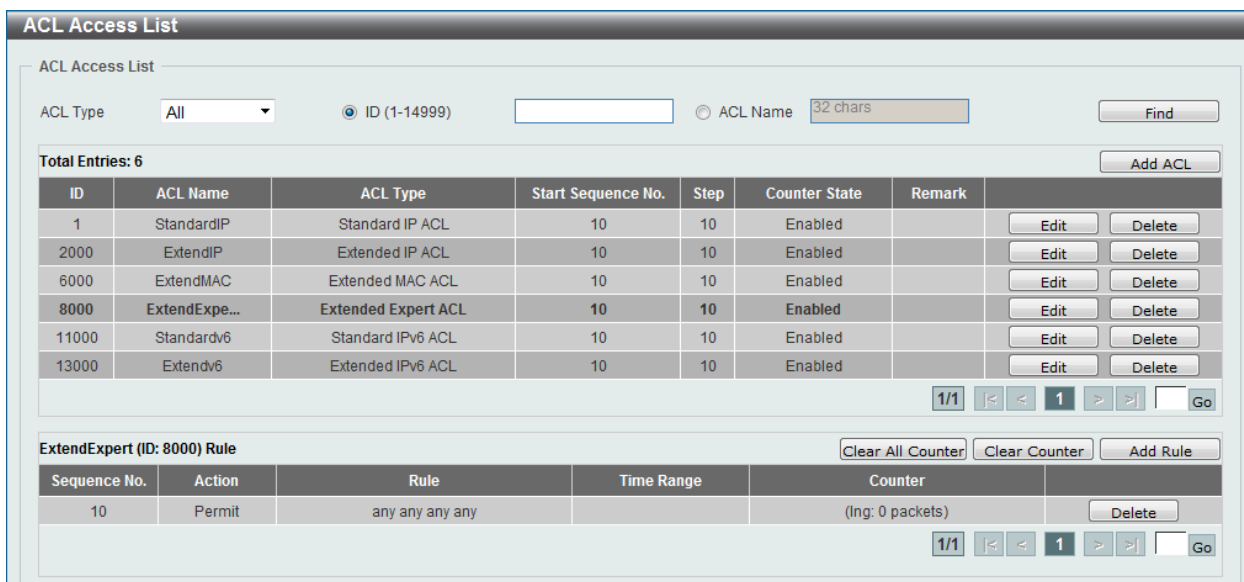 ACL Access List
ACL Access List
ACL Type All ID (1-14999) ACL Name 32 chars Find
Total Entries: 6 Add ACL
ID ACL Name ACL Type Start Sequence No. Step Counter State Remark
1 StandardIP Standard IP ACL 10 10 Enabled Edit Delete
2000 ExtendIP Extended IP ACL 10 10 Enabled Edit Delete
6000 ExtendMAC Extended MAC ACL 10 10 Enabled Edit Delete
8000 ExtendExpe... Extended Expert ACL 10 10 Enabled Edit Delete
11000 Standardv6 Standard IPv6 ACL 10 10 Enabled Edit Delete
13000 Extendv6 Extended IPv6 ACL 10 10 Enabled Edit Delete
1/1 |< < 1 > >| Go
ExtendExpert (ID: 8000) Rule Clear All Counter Clear Counter Add Rule
Sequence No. Action Rule Time Range Counter
10 Permit any any any any (Ing: 0 packets) Delete
1/1 |< < 1 > >| Go